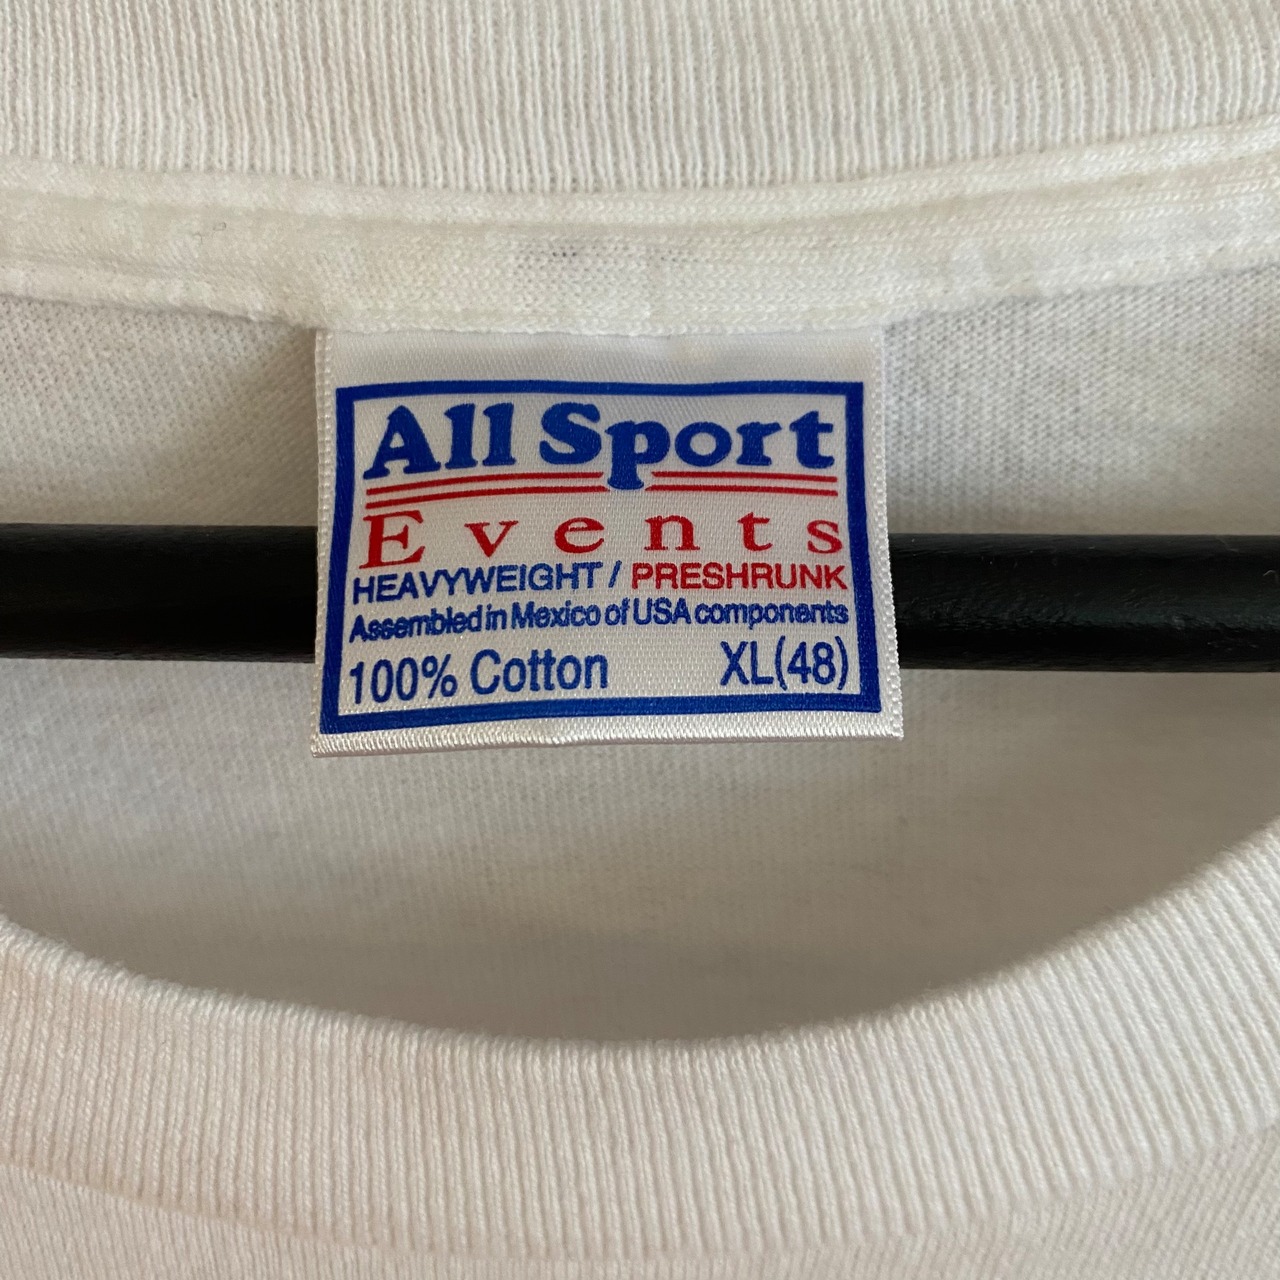 All Sport
Events
HEAVYWEIGHT / PRESHRUNK
Assembled in Mexico of USA components
100% Cotton XL(48)